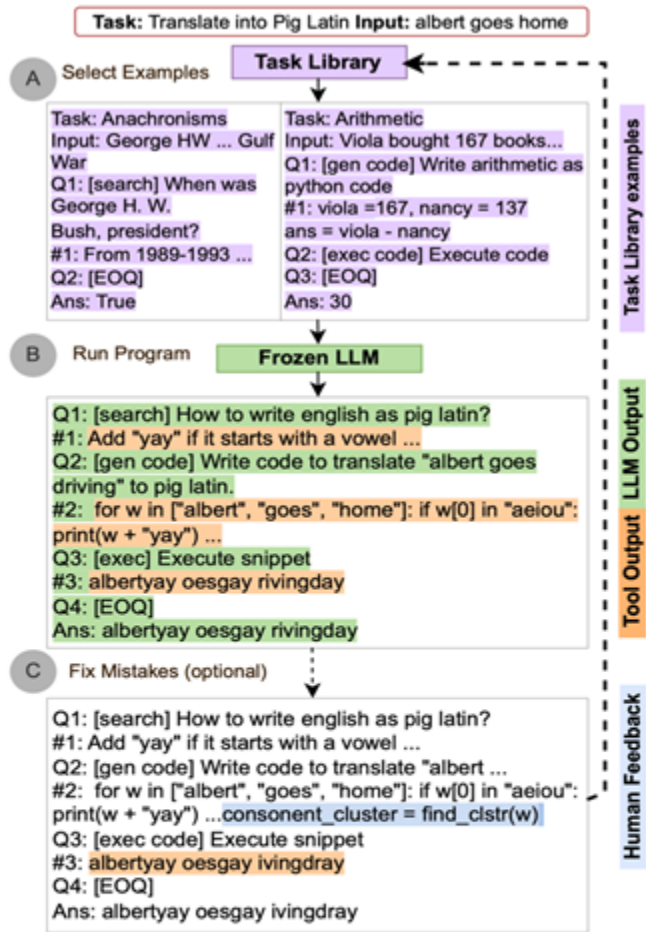 Task: Translate into Pig Latin Input: albert goes home
A
Select Examples
Task Library
Task: Anachronisms
Input: George HW ... Gulf
War
Q1: [search] When was
George H. W.
Bush, president?
#1: From 1989-1993 ...
Q2: [EOQ]
Ans: True
Task: Arithmetic
Input: Viola bought 167 books...
Q1: [gen code] Write arithmetic as
python code
#1: viola =167, nancy = 137
ans = viola - nancy
Q2: [exec code] Execute code
Q3: [EOQ]
Ans: 30
B
Run Program
Frozen LLM
Q1: [search] How to write english as pig latin?
#1: Add "yay" if it starts with a vowel ...
Q2: [gen code] Write code to translate "albert goes
driving" to pig latin.
#2: for w in ["albert", "goes", "home"]: if w[0] in "aeiou":
print(w + "yay") ...
Q3: [exec] Execute snippet
#3: albertyay oesgay rivingday
Q4: [EOQ]
Ans: albertyay oesgay rivingday
C
Fix Mistakes (optional)
Q1: [search] How to write english as pig latin?
#1: Add "yay" if it starts with a vowel ...
Q2: [gen code] Write code to translate "albert ...
#2: for w in ["albert", "goes", "home"]: if w[0] in "aeiou":
print(w + "yay") ...consonent_cluster = find_clstr(w)
Q3: [exec code] Execute snippet
#3: albertyay oesgay ivingdray
Q4: [EOQ]
Ans: albertyay oesgay ivingdray
Task Library examples
LLM Output
Tool Output
Human Feedback